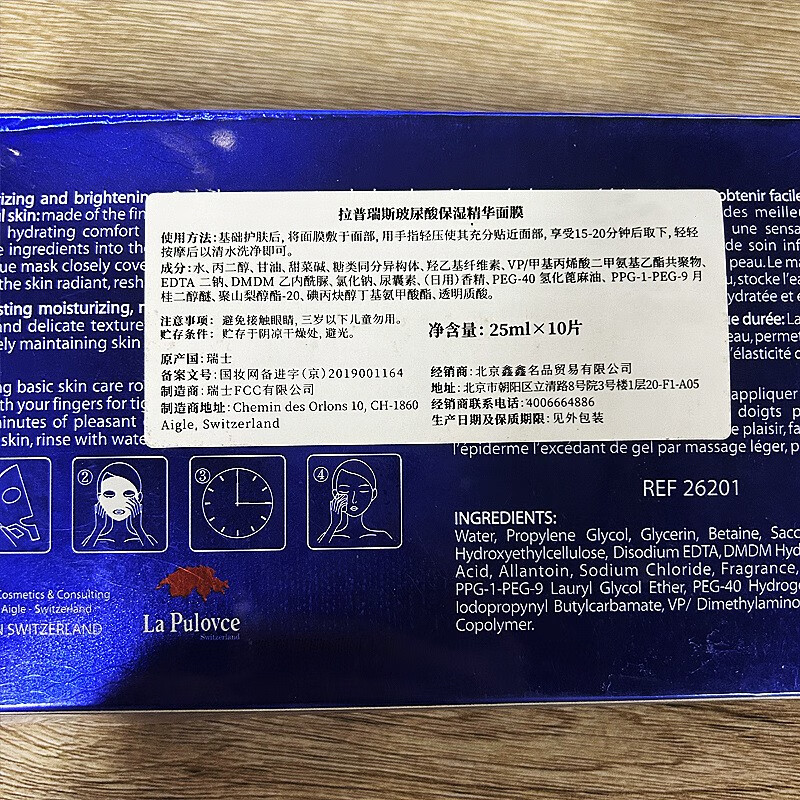 拉普瑞斯玻尿酸保湿精华面膜
使用方法:基础护肤后,将面膜敷于面部,用手指轻压使其充分贴近面部,享受15-20分钟后取下,轻轻
按摩后以清水洗净即可。
成分:水、丙二醇、甘油、甜菜碱、糖类同分异构体、羟乙基纤维素、VP/甲基丙烯酸二甲氨基乙酯共聚物、
EDTA 二钠、DMDM 乙内酰脲、氯化钠、尿囊素、(日用)香精、PEG-40 氢化蓖麻油、PPG-1-PEG-9 月
桂二醇醚、聚山梨醇酯-20、碘丙炔醇丁基氨甲酸酯、透明质酸。
注意事项: 避免接触眼睛,三岁以下儿童勿用。
贮存条件: 贮存于阴凉干燥处,避光。
净含量: 25ml×10片
原产国:瑞士
备案文号:国妆网备进字(京)2019001164
制造商:瑞士FCC有限公司
制造商地址:Chemin des Orlons 10, CH-1860
Aigle, Switzerland
经销商:北京鑫鑫名品贸易有限公司
地址:北京市朝阳区立清路8号院3号楼1层20-F1-A05
经销商联系电话:4006664886
生产日期及保质期限:见外包装
rizing and brightenin
l skin: made of the fin
hydrating comfort
e ingredients into the
ue mask closely cove
the skin radiant, resh
sting moisturizing, r
and delicate texture
ely maintaining skin
ng basic skin care ro
th your fingers for tig
minutes of pleasant
skin, rinse with wate
obtenir facile
des meilleu
une sensa
de soin inf
peau. Le ma
, stocke l'eau
hydratée et é
ue durée: La
eau, permet
l'élasticité d
appliquer
doigts p
plaisir, fa
l'épiderme l'excédant de gel par massage léger, p
② ③ ④
REF 26201
INGREDIENTS:
Water, Propylene Glycol, Glycerin, Betaine, Sacc
Hydroxyethylcellulose, Disodium EDTA, DMDM Hyd
Acid, Allantoin, Sodium Chloride, Fragrance,
PPG-1-PEG-9 Lauryl Glycol Ether, PEG-40 Hydroge
Iodopropynyl Butylcarbamate, VP/ Dimethylamino
Copolymer.
Cosmetics & Consulting
Aigle - Switzerland
N SWITZERLAND
La Pulovce
Switzerland